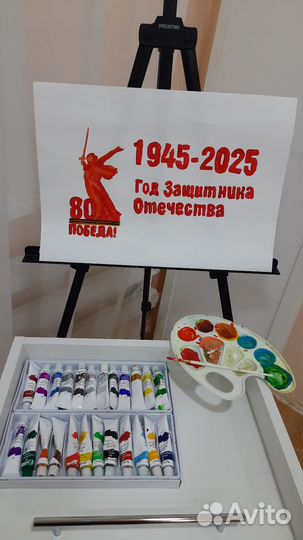 1945-2025
Год Защитника
Отечества
80
ПОБЕДА!
Avito